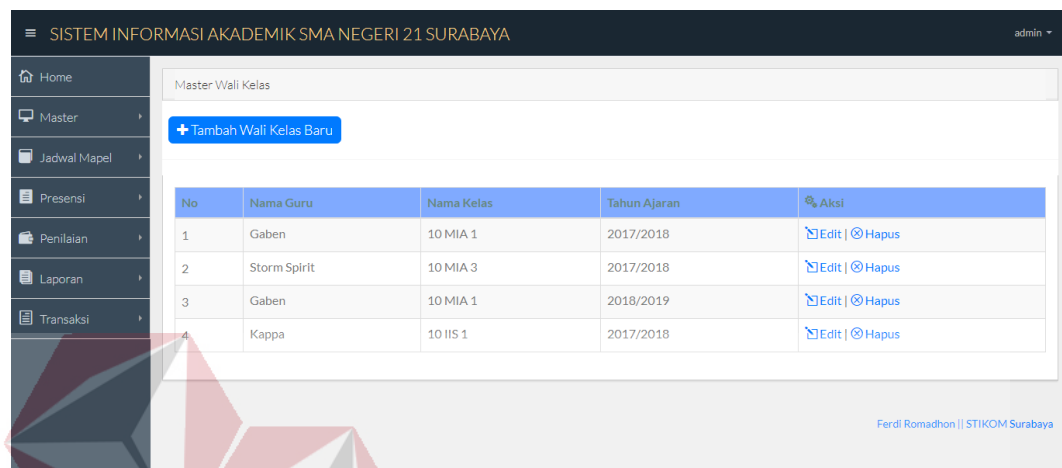 SISTEM INFORMASI AKADEMIK SMA NEGERI 21 SURABAYA admin
Home
Master
Jadwal Mapel
Presensi
Penilaian
Laporan
Transaksi
Master Wali Kelas
Tambah Wali Kelas Baru
No Nama Guru Nama Kelas Tahun Ajaran Aksi
1 Gaben 10 MIA 1 2017/2018 Edit | Hapus
2 Storm Spirit 10 MIA 3 2017/2018 Edit | Hapus
3 Gaben 10 MIA 1 2018/2019 Edit | Hapus
4 Kappa 10 IIS 1 2017/2018 Edit | Hapus
Ferdi Romadhon || STIKOM Surabaya